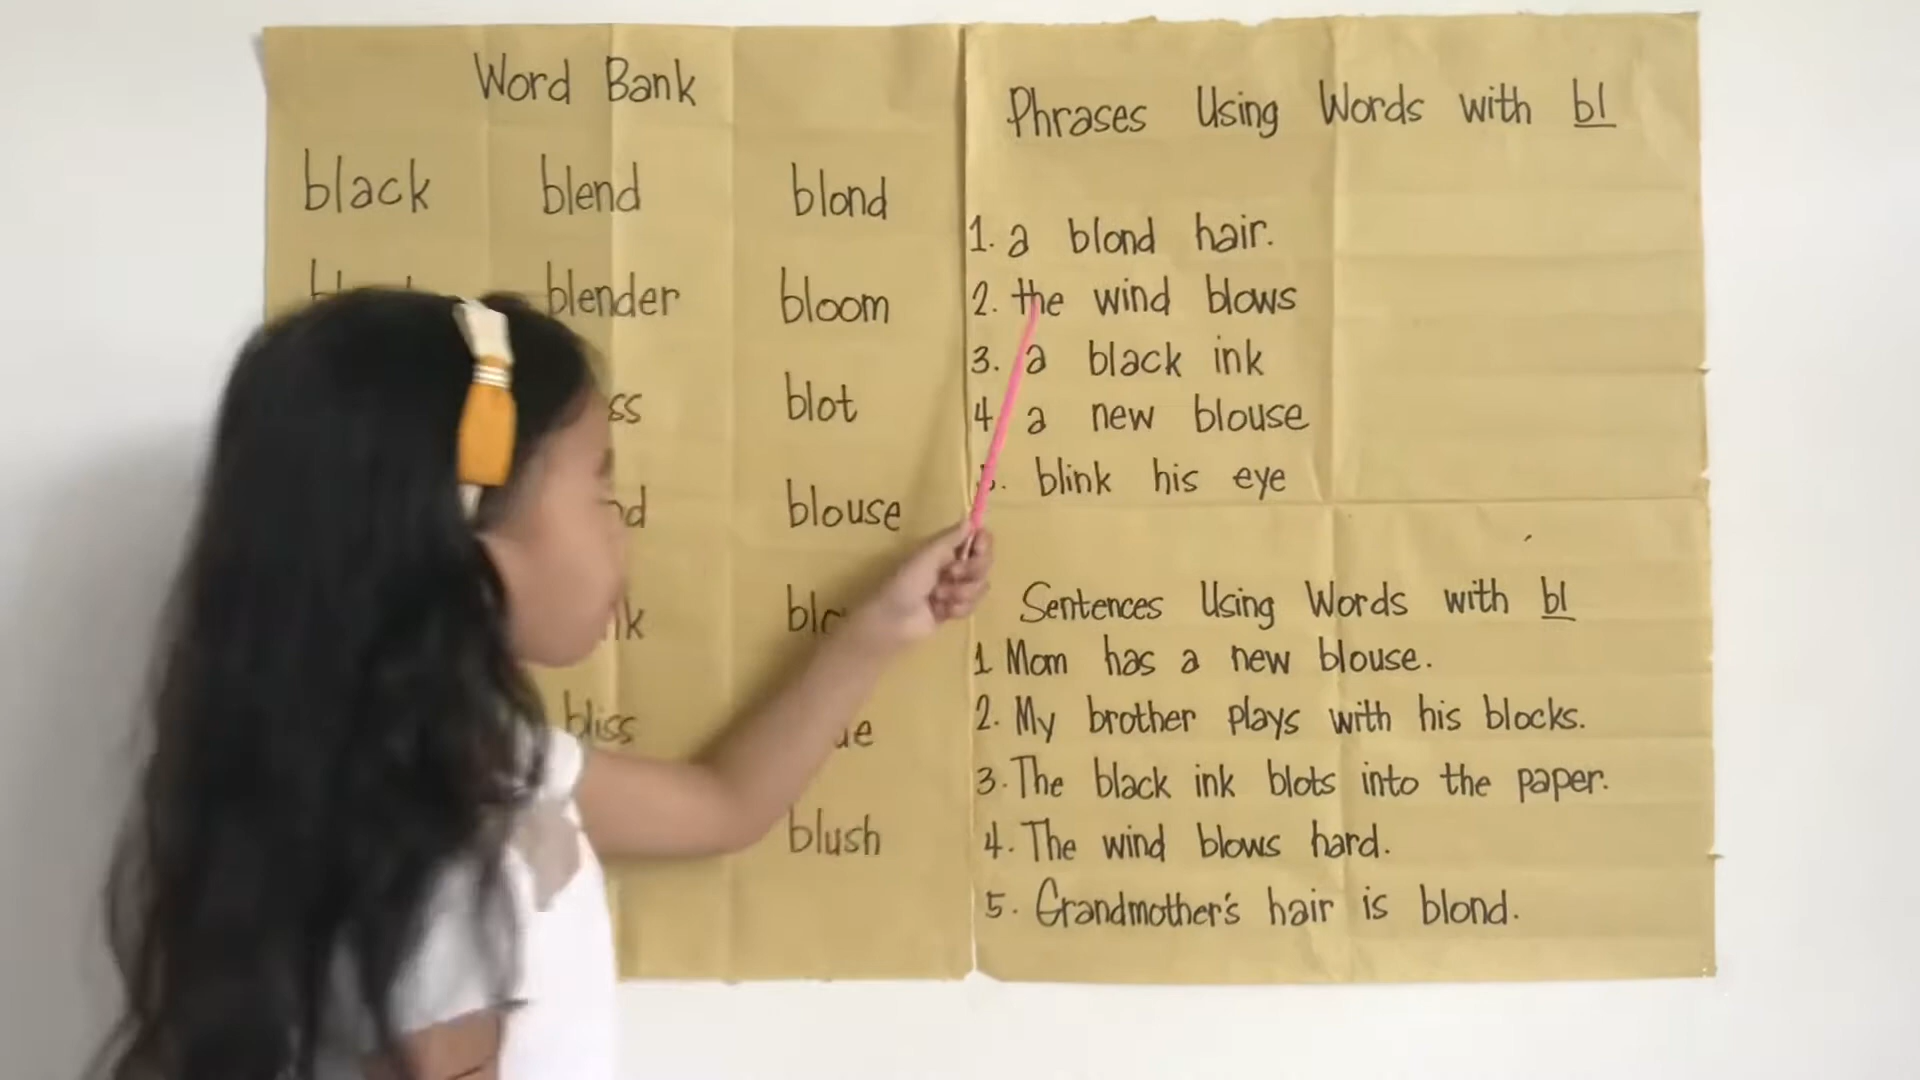 Word Bank
black blend blond
blender bloom
blot
blouse
bliss
blush
Phrases Using Words with bl
1. a blond hair.
2. the wind blows
3. a black ink
4. a new blouse
5. blink his eye
Sentences Using Words with bl
1 Mom has a new blouse.
2. My brother plays with his blocks.
3. The black ink blots into the paper.
4. The wind blows hard.
5. Grandmother's hair is blond.